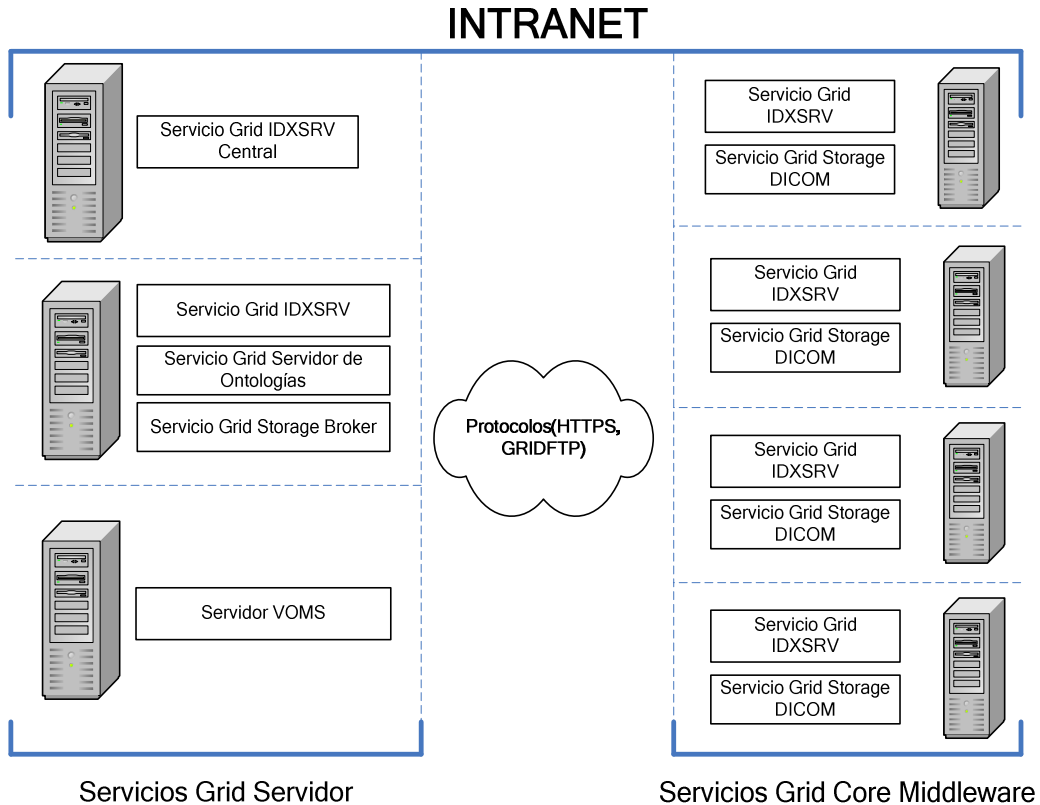 INTRANET
Servicio Grid IDXSRV
Central
Servicio Grid IDXSRV
Servicio Grid Servidor de
Ontologías
Servicio Grid Storage Broker
Servidor VOMS
Protocolos(HTTPS,
GRIDFTP)
Servicio Grid
IDXSRV
Servicio Grid Storage
DICOM
Servicio Grid
IDXSRV
Servicio Grid Storage
DICOM
Servicio Grid
IDXSRV
Servicio Grid Storage
DICOM
Servicio Grid
IDXSRV
Servicio Grid Storage
DICOM
Servicios Grid Servidor
Servicios Grid Core Middleware